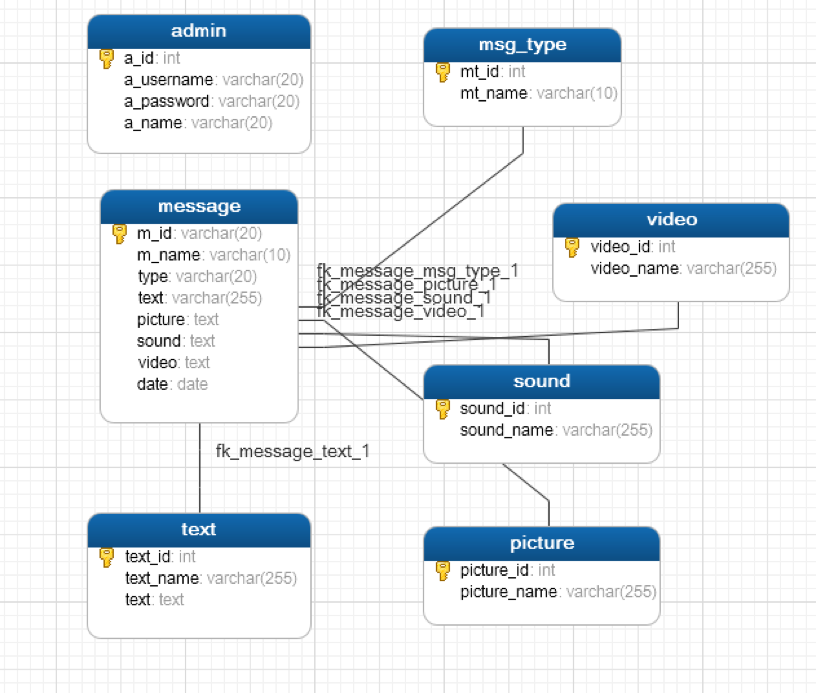 admin
a_id: int
a_username: varchar(20)
a_password: varchar(20)
a_name: varchar(20)
msg_type
mt_id: int
mt_name: varchar(10)
message
m_id: varchar(20)
m_name: varchar(10)
type: varchar(20)
text: varchar(255)
picture: text
sound: text
video: text
date: date
video
video_id: int
video_name: varchar(255)
fk_message_msg_type_1
fk_message_picture_1
fk_message_sound_1
fk_message_video_1
sound
sound_id: int
sound_name: varchar(255)
fk_message_text_1
text
text_id: int
text_name: varchar(255)
text: text
picture
picture_id: int
picture_name: varchar(255)